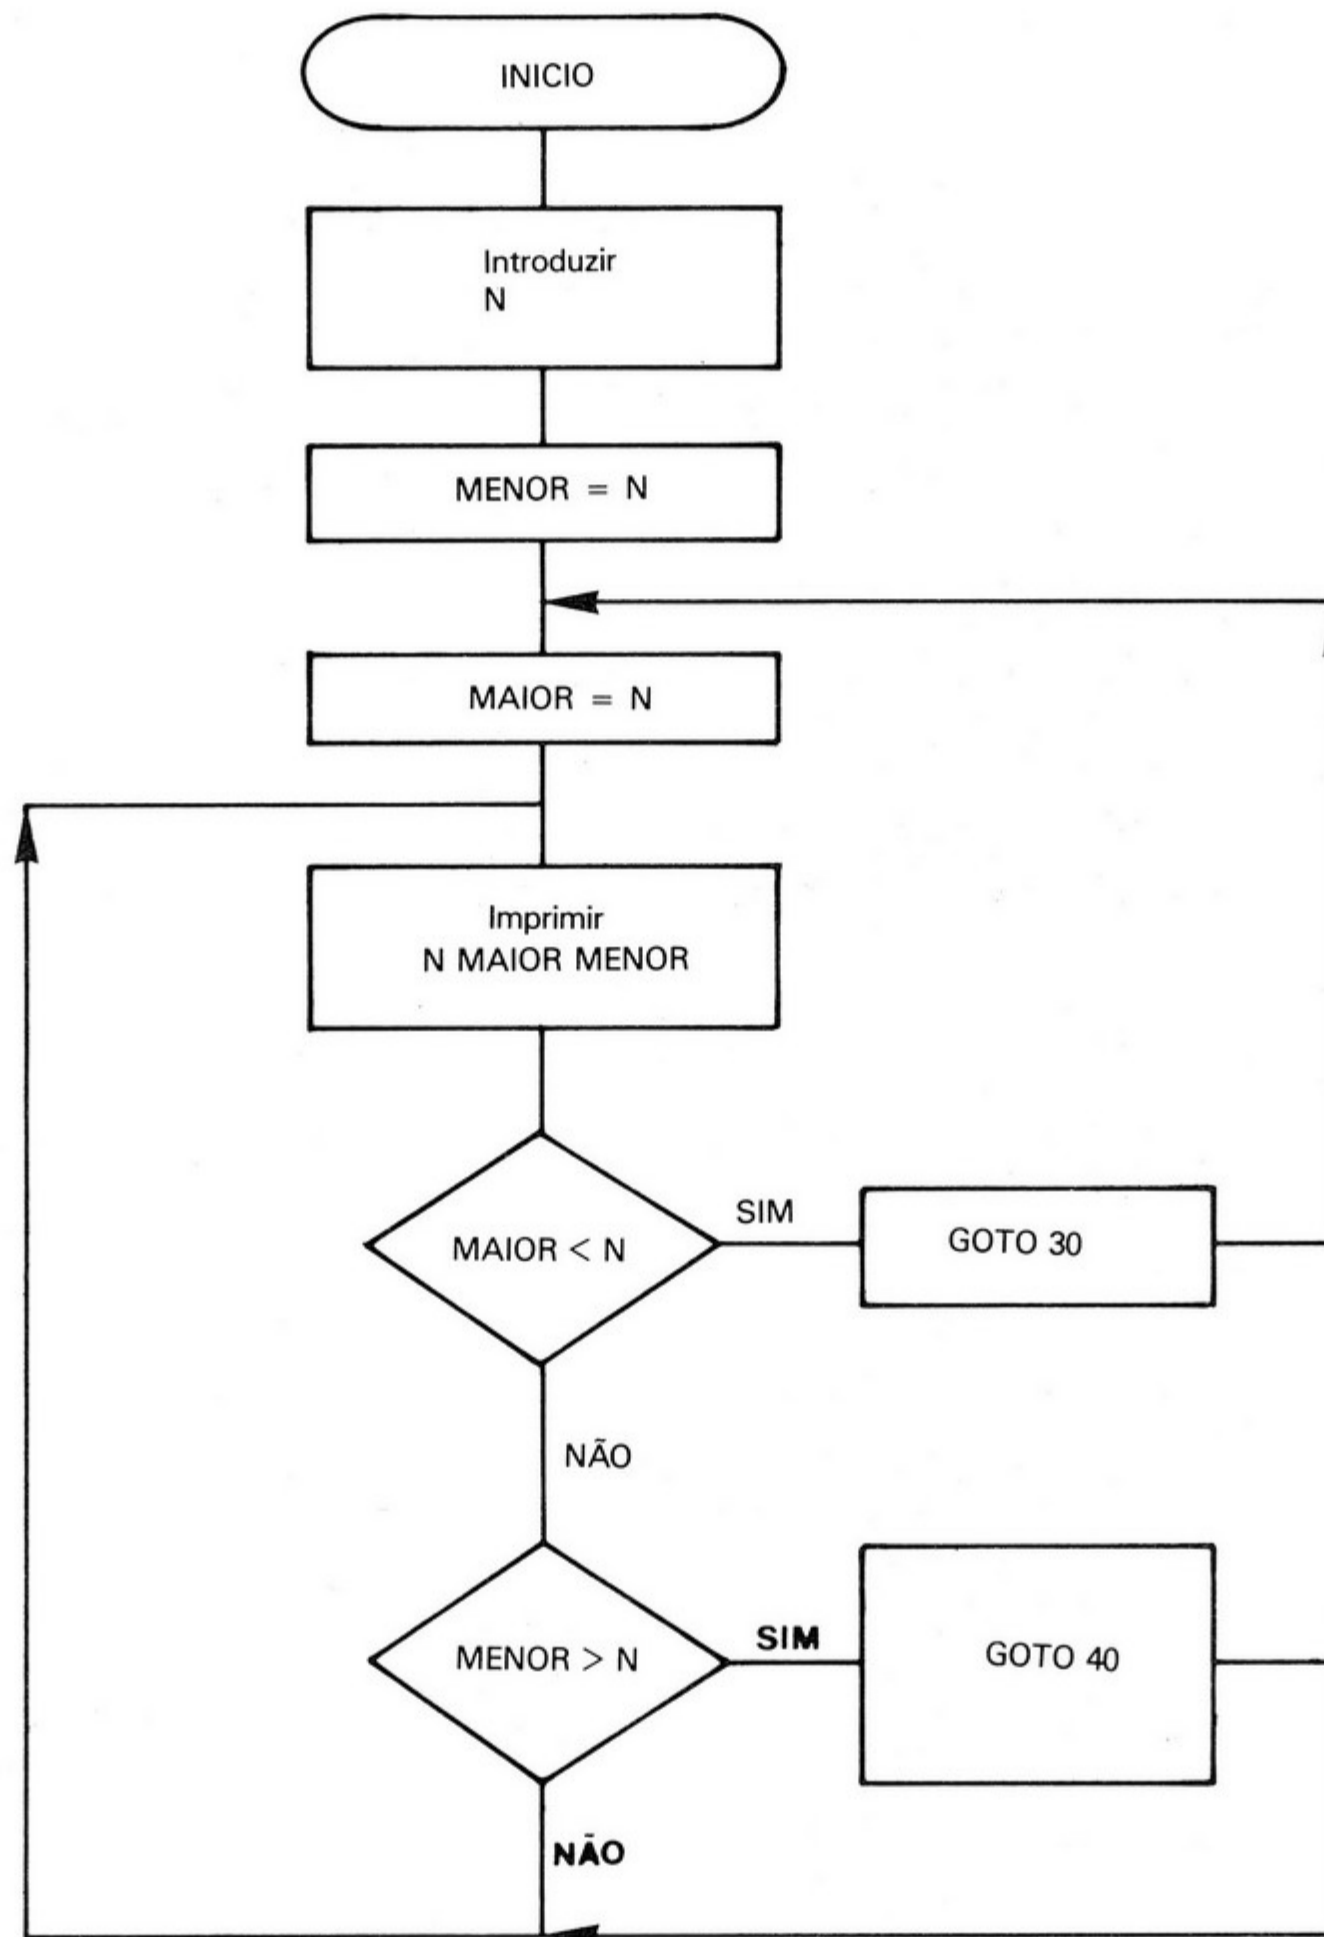 INICIO
Introduzir
N
MENOR = N
MAIOR = N
Imprimir
N MAIOR MENOR
MAIOR < N
SIM
GOTO 30
NÃO
MENOR > N
SIM
GOTO 40
NÃO